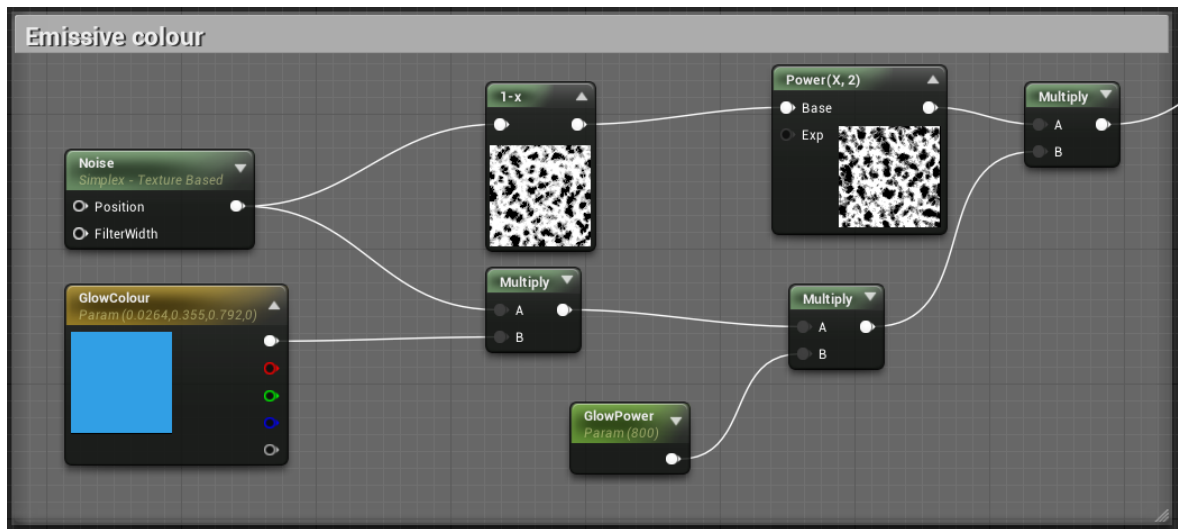 Emissive colour
Noise
Simplex - Texture Based
Position
FilterWidth
GlowColour
Param (0.0264,0.355,0.792,0)
1-x
Multiply
A
B
GlowPower
Param (800)
Power(X, 2)
Base
Exp
Multiply
A
B
Multiply
A
B